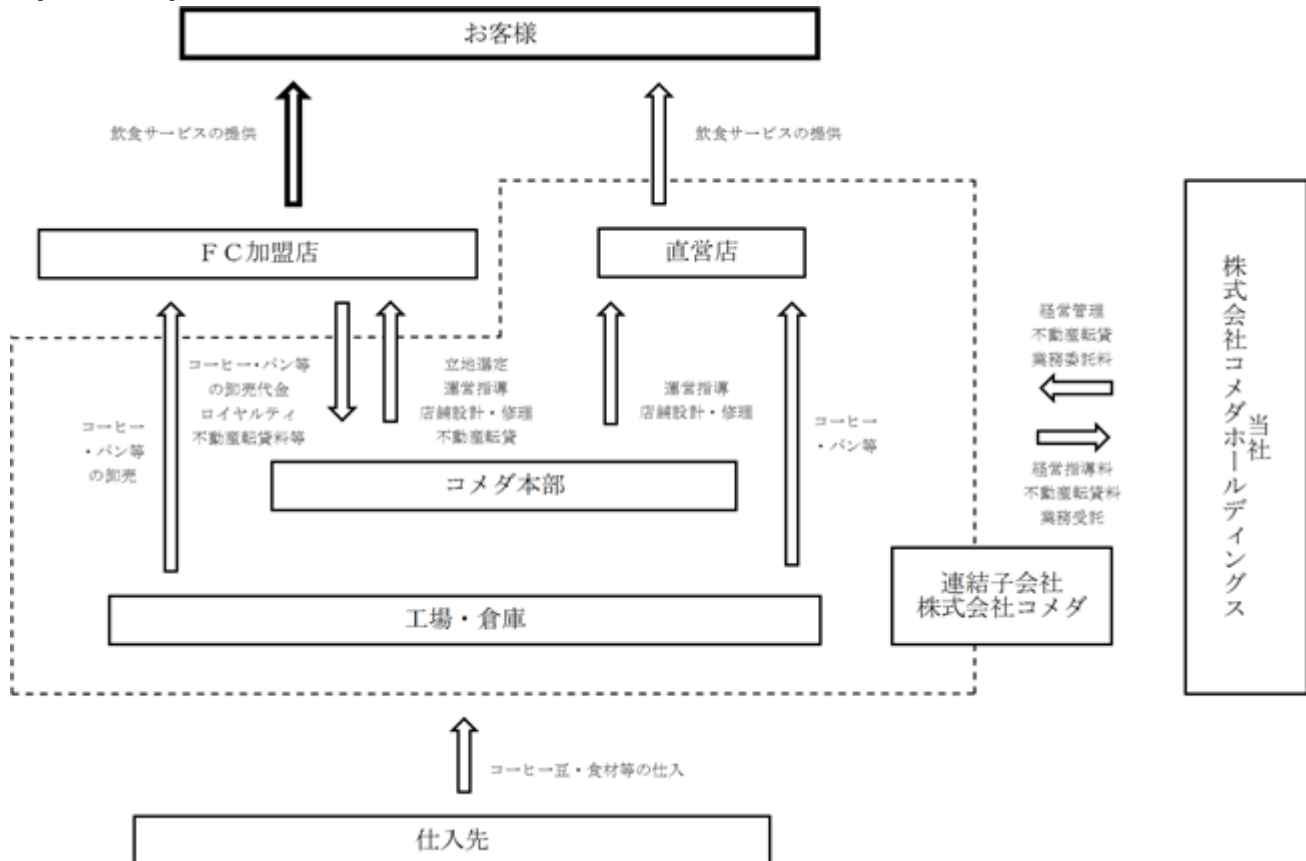 お客様
飲食サービスの提供
飲食サービスの提供
FC加盟店
直営店
コーヒー・パン等
の卸売代金
ロイヤルティ
不動産転貸料等
立地選定
運営指導
店舗設計・修理
不動産転貸
運営指導
店舗設計・修理
コーヒー
・パン等
の卸売
コーヒー
・パン等
コメダ本部
工場・倉庫
経営管理
不動産転貸
業務委託料
経営指導料
不動産転貸料
業務受託
連結子会社
株式会社コメダ
当社
株式会社コメダホールディングス
コーヒー豆・食材等の仕入
仕入先